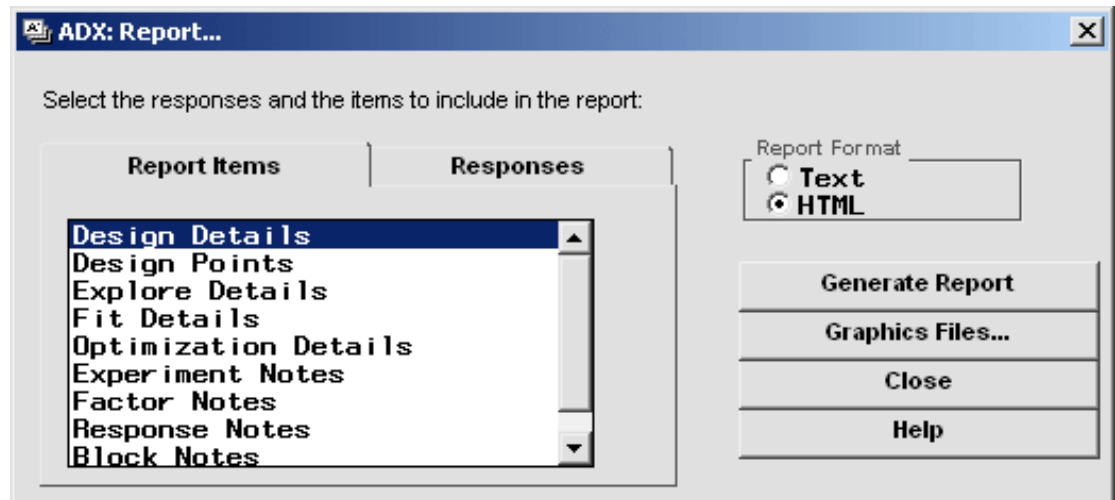 ADX: Report...
Select the responses and the items to include in the report:
Report Items
Responses
Design Details
Design Points
Explore Details
Fit Details
Optimization Details
Experiment Notes
Factor Notes
Response Notes
Block Notes
Report Format
Text
HTML
Generate Report
Graphics Files...
Close
Help